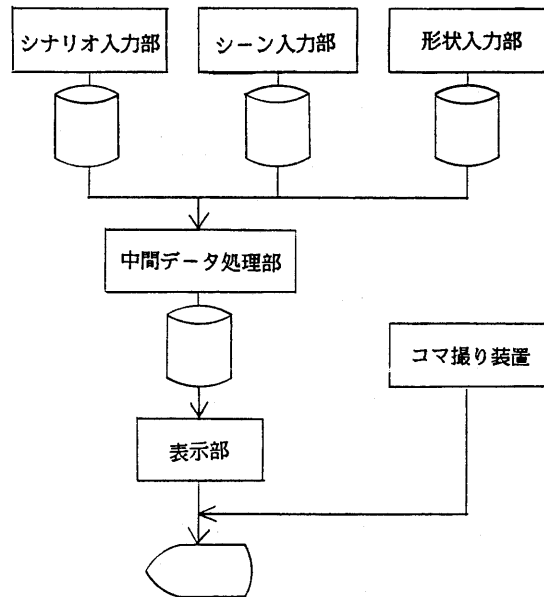 シナリオ入力部
シーン入力部
形状入力部
中間データ処理部
コマ撮り装置
表示部